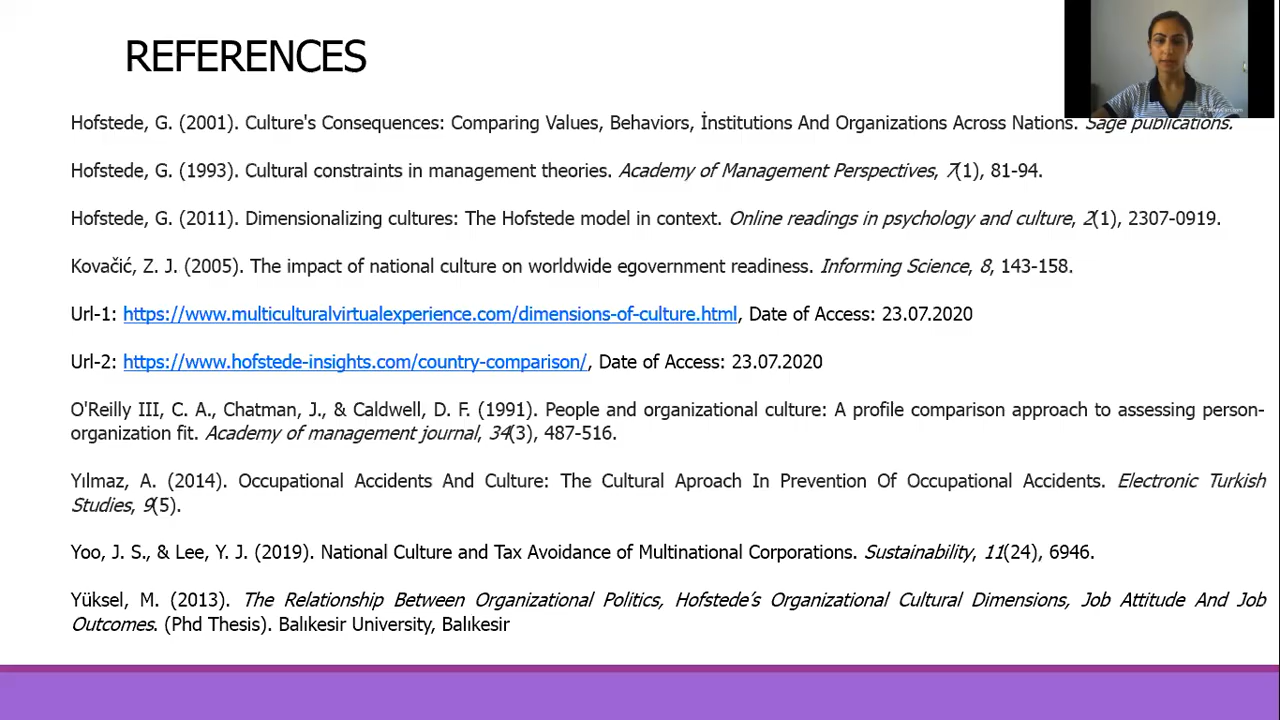 REFERENCES
Hofstede, G. (2001). Culture's Consequences: Comparing Values, Behaviors, İnstitutions And Organizations Across Nations. Sage publications.
Hofstede, G. (1993). Cultural constraints in management theories. Academy of Management Perspectives, 7(1), 81-94.
Hofstede, G. (2011). Dimensionalizing cultures: The Hofstede model in context. Online readings in psychology and culture, 2(1), 2307-0919.
Kovačić, Z. J. (2005). The impact of national culture on worldwide egovernment readiness. Informing Science, 8, 143-158.
Url-1: https://www.multiculturalvirtualexperience.com/dimensions-of-culture.html, Date of Access: 23.07.2020
Url-2: https://www.hofstede-insights.com/country-comparison/, Date of Access: 23.07.2020
O'Reilly III, C. A., Chatman, J., & Caldwell, D. F. (1991). People and organizational culture: A profile comparison approach to assessing person-
organization fit. Academy of management journal, 34(3), 487-516.
Yılmaz, A. (2014). Occupational Accidents And Culture: The Cultural Aproach In Prevention Of Occupational Accidents. Electronic Turkish
Studies, 9(5).
Yoo, J. S., & Lee, Y. J. (2019). National Culture and Tax Avoidance of Multinational Corporations. Sustainability, 11(24), 6946.
Yüksel, M. (2013). The Relationship Between Organizational Politics, Hofstede’s Organizational Cultural Dimensions, Job Attitude And Job
Outcomes. (Phd Thesis). Balıkesir University, Balıkesir